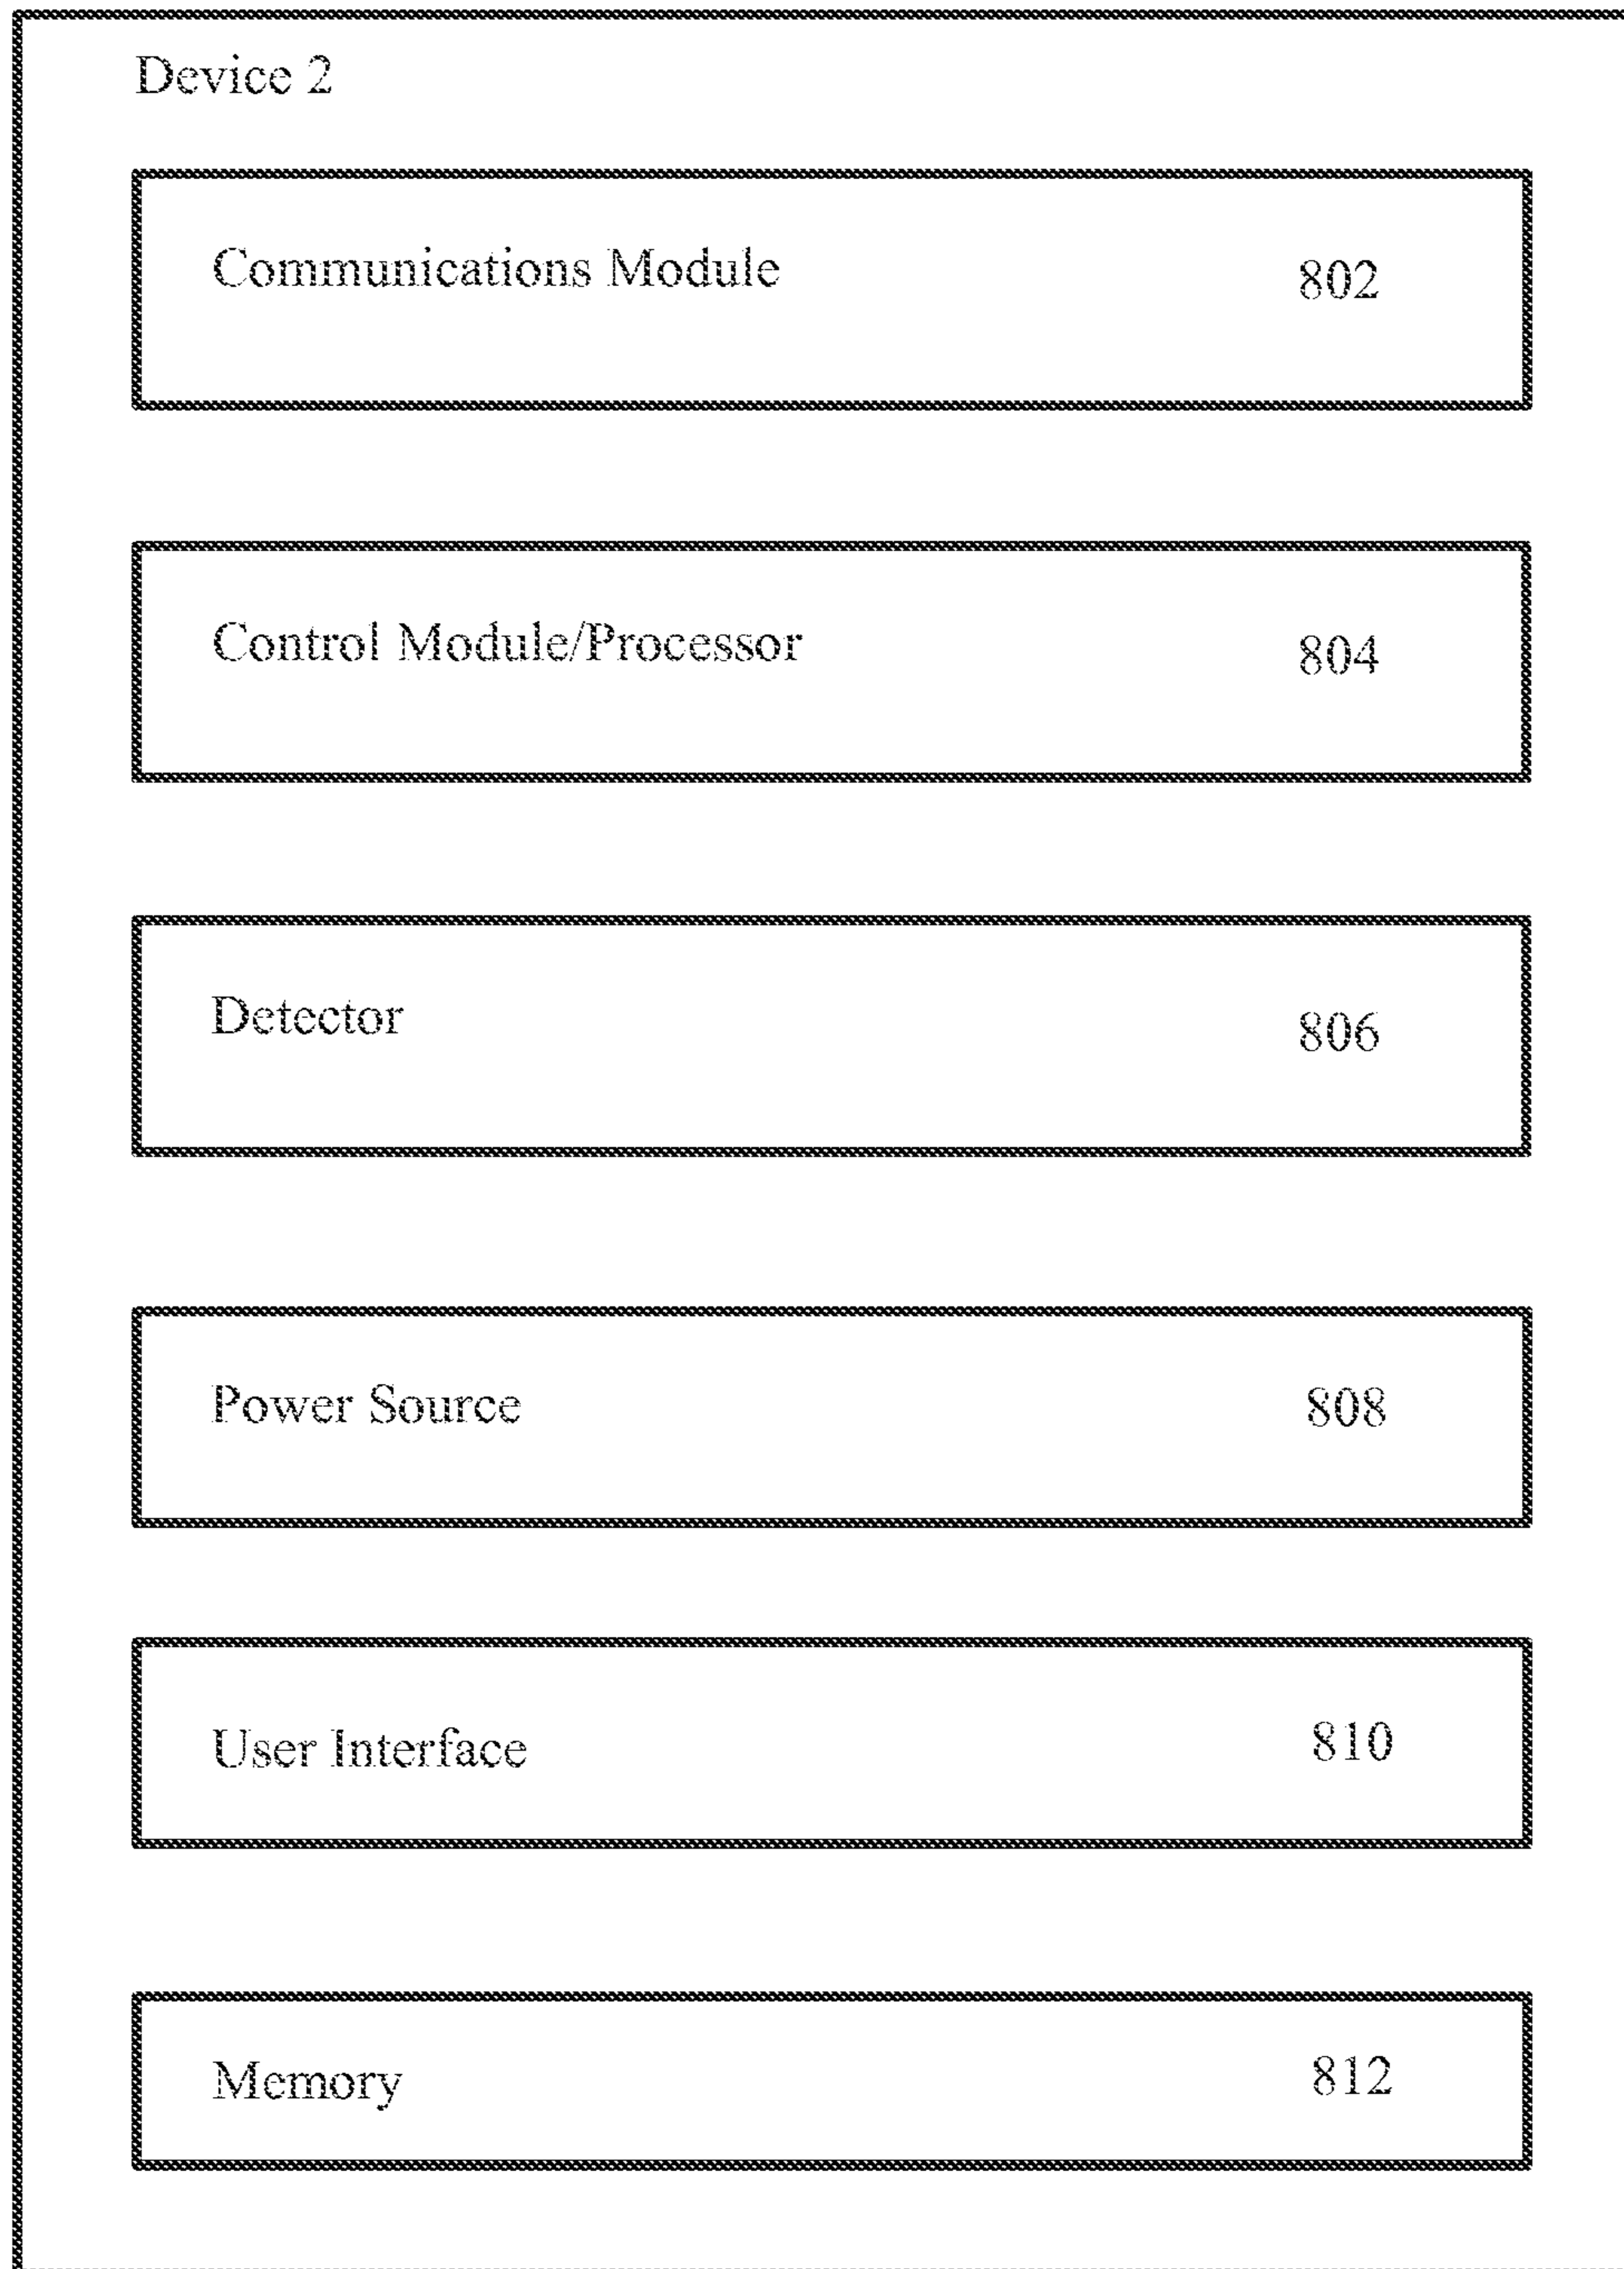 Device 2
Communications Module 802
Control Module/Processor 804
Detector 806
Power Source 808
User Interface 810
Memory 812